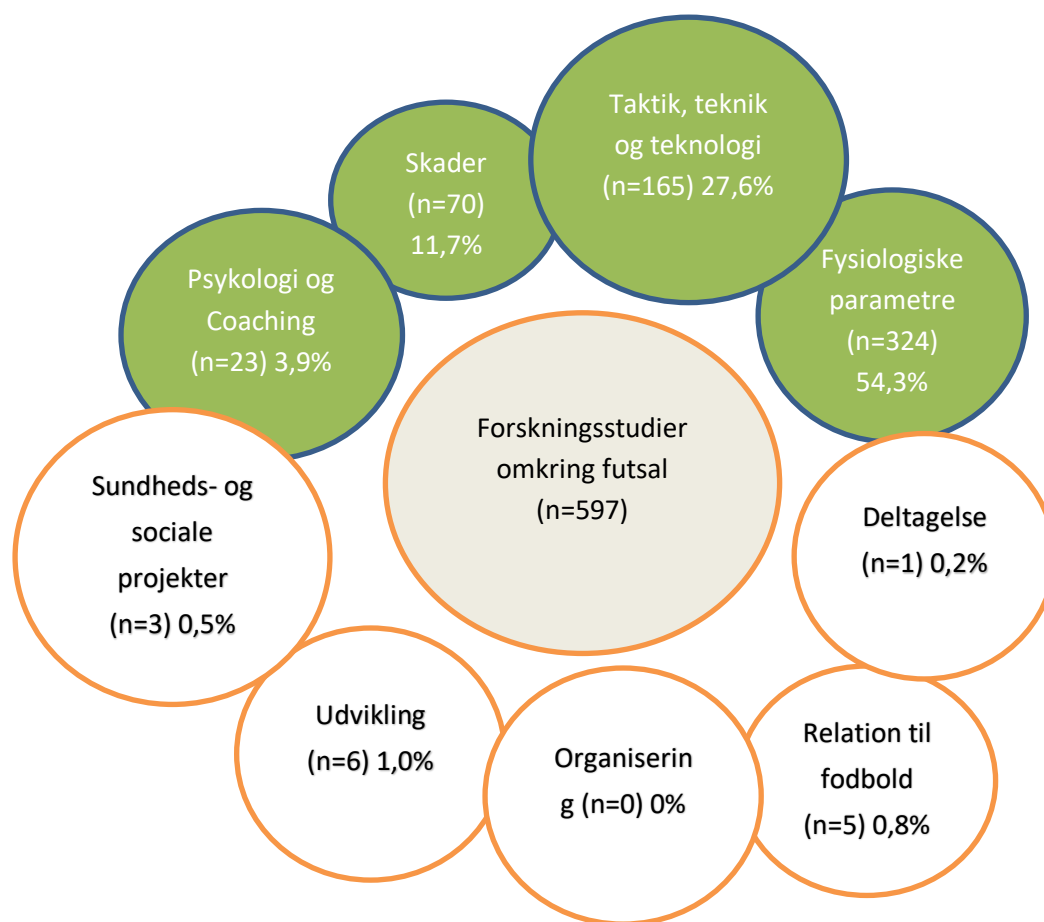 Taktik, teknik
og teknologi
(n=165) 27,6%
Skader
(n=70)
11,7%
Fysiologiske
parametre
(n=324)
54,3%
Psykologi og
Coaching
(n=23) 3,9%
Forskningsstudier
omkring futsal
(n=597)
Sundheds- og
sociale
projekter
(n=3) 0,5%
Deltagelse
(n=1) 0,2%
Udvikling
(n=6) 1,0%
Organiserin
g (n=0) 0%
Relation til
fodbold
(n=5) 0,8%